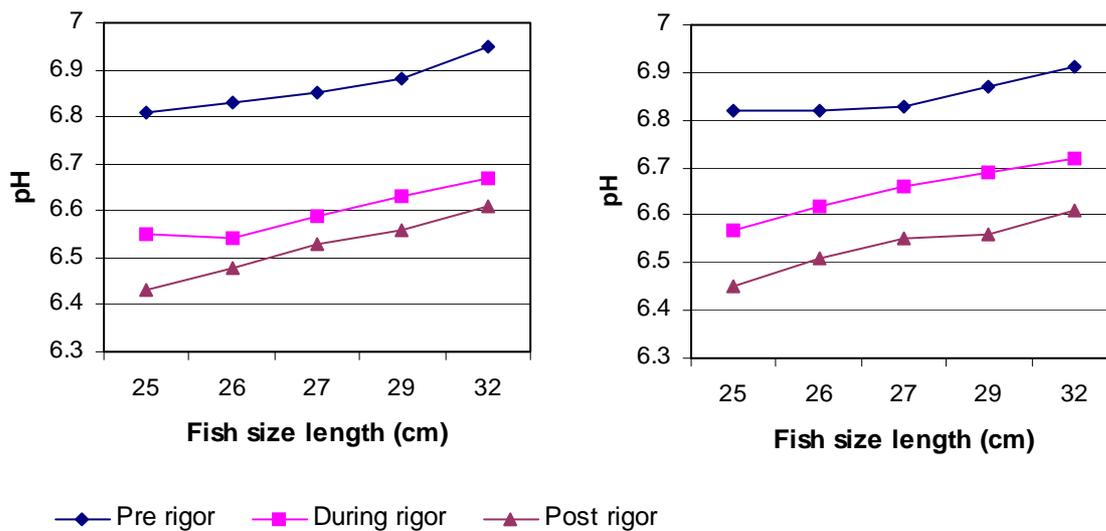 7
6.9
6.8
6.7
6.6
6.5
6.4
6.3
pH
25 26 27 29 32
Fish size length (cm)
7
6.9
6.8
6.7
6.6
6.5
6.4
6.3
pH
25 26 27 29 32
Fish size length (cm)
Pre rigor During rigor Post rigor